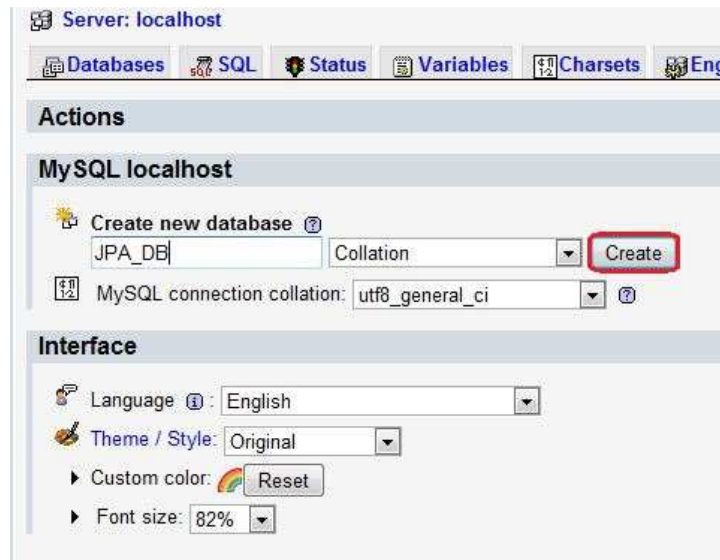 Server: localhost
Databases SQL Status Variables Charsets Eng
Actions
MySQL localhost
Create new database
JPA_DB Collation Create
MySQL connection collation: utf8_general_ci
Interface
Language : English
Theme / Style: Original
Custom color: Reset
Font size: 82%